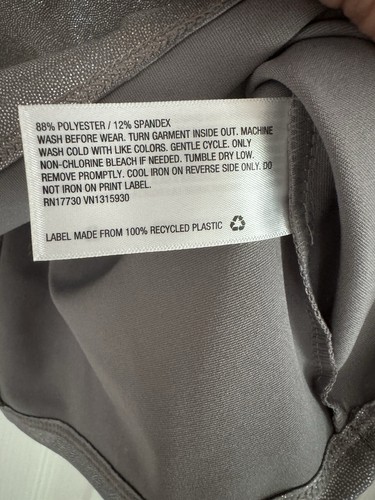 88% POLYESTER / 12% SPANDEX
WASH BEFORE WEAR. TURN GARMENT INSIDE OUT. MACHINE
WASH COLD WITH LIKE COLORS. GENTLE CYCLE. ONLY
NON-CHLORINE BLEACH IF NEEDED. TUMBLE DRY LOW.
REMOVE PROMPTLY. COOL IRON ON REVERSE SIDE ONLY. DO
NOT IRON ON PRINT LABEL.
RN17730 VN1315930
LABEL MADE FROM 100% RECYCLED PLASTIC